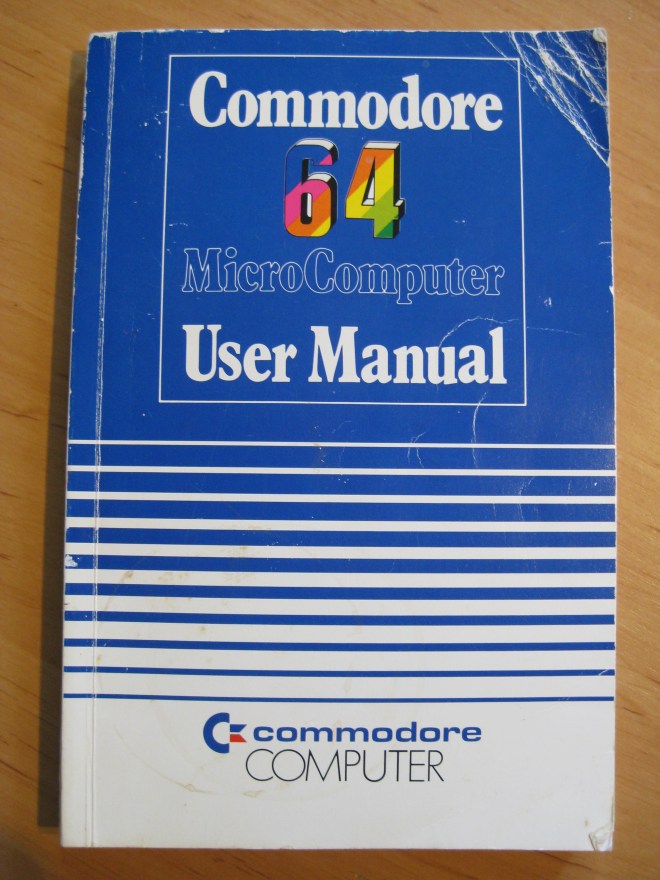 Commodore
64
MicroComputer
User Manual
commodore
COMPUTER